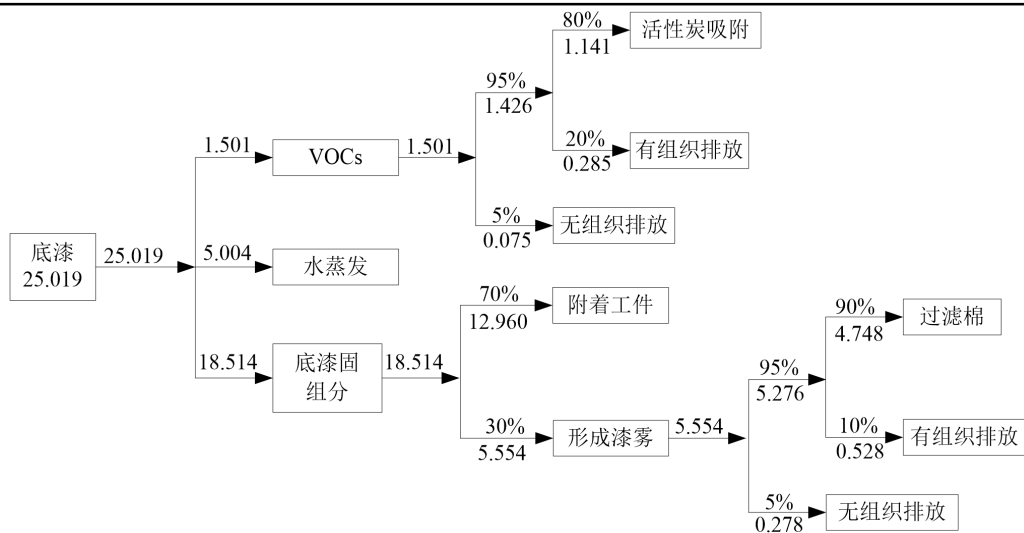 80%
1.141
活性炭吸附
95%
1.426
20%
0.285
有组织排放
1.501
VOCs
1.501
5%
0.075
无组织排放
底漆
25.019
25.019
5.004
水蒸发
70%
12.960
附着工件
90%
4.748
过滤棉
18.514
底漆固
组分
18.514
95%
5.276
30%
5.554
形成漆雾
5.554
10%
0.528
有组织排放
5%
0.278
无组织排放